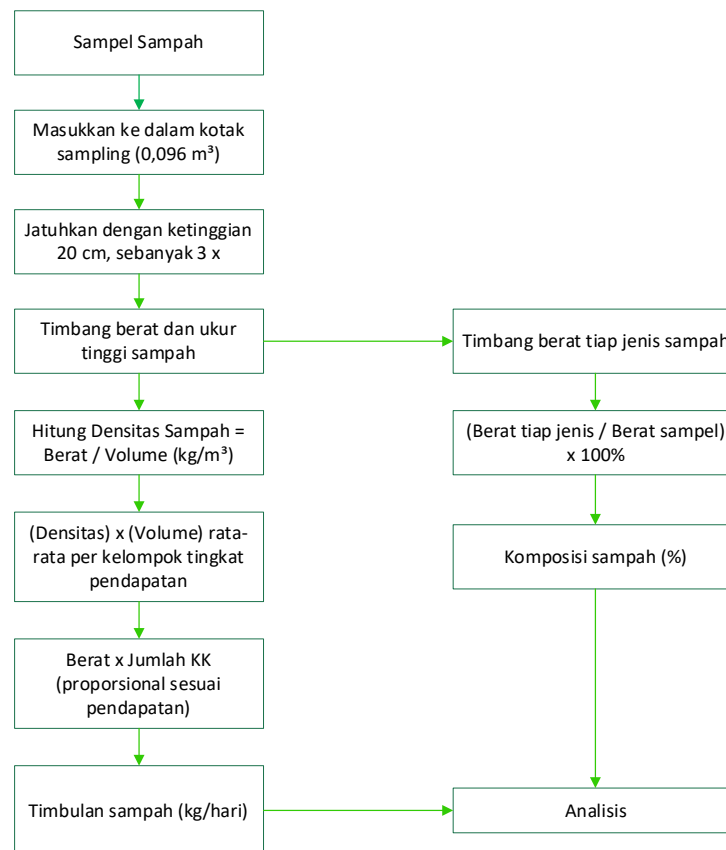 Sampel Sampah
Masukkan ke dalam kotak
sampling (0,096 m³)
Jatuhkan dengan ketinggian
20 cm, sebanyak 3 x
Timbang berat dan ukur
tinggi sampah
Hitung Densitas Sampah =
Berat / Volume (kg/m³)
(Densitas) x (Volume) rata-
rata per kelompok tingkat
pendapatan
Berat x Jumlah KK
(proporsional sesuai
pendapatan)
Timbulan sampah (kg/hari)
Timbang berat tiap jenis sampah
(Berat tiap jenis / Berat sampel)
x 100%
Komposisi sampah (%)
Analisis